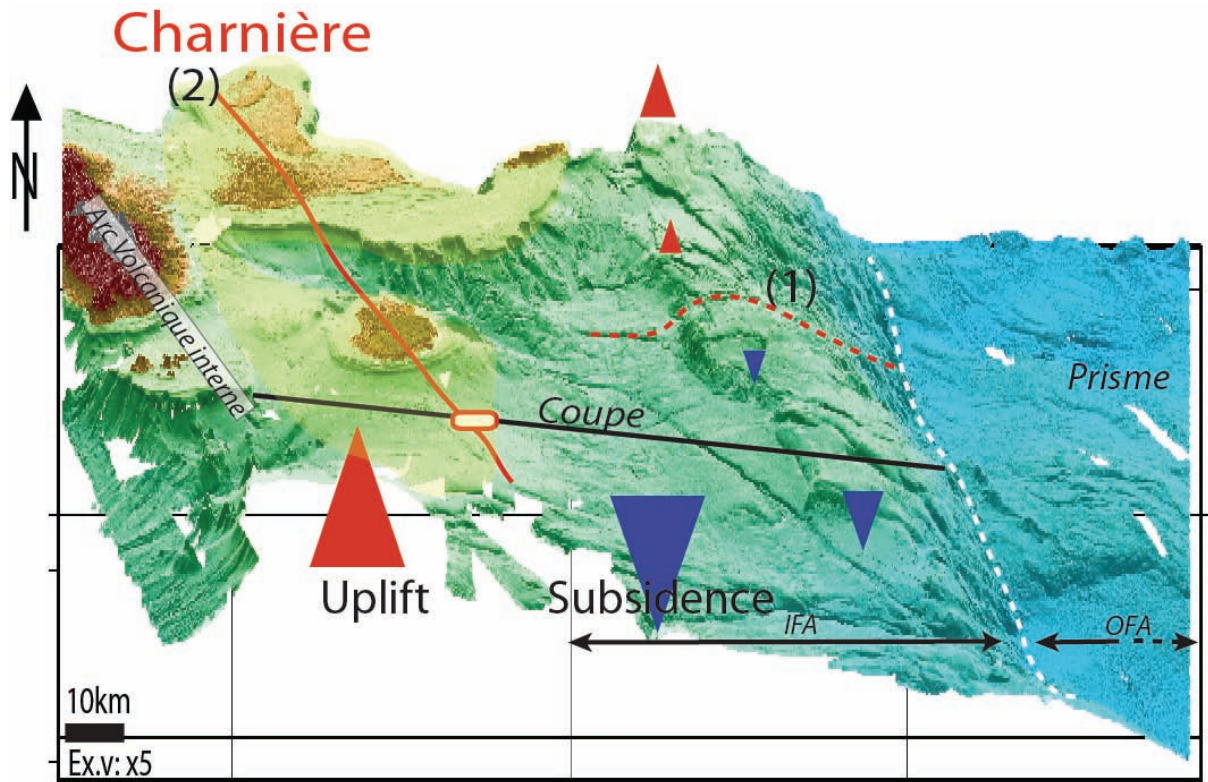 Charnière
(2)
N
Arc Volcanique interne
(1)
Prisme
Coupe
Uplift
Subsidence
IFA
OFA
10km
Ex.v: x5